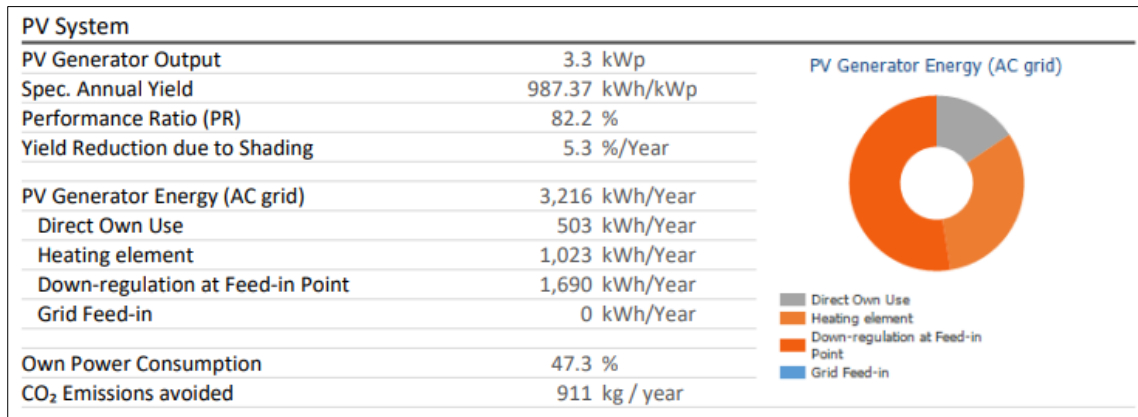 PV System
PV Generator Output 3.3 kWp
Spec. Annual Yield 987.37 kWh/kWp
Performance Ratio (PR) 82.2 %
Yield Reduction due to Shading 5.3 %/Year
PV Generator Energy (AC grid) 3,216 kWh/Year
Direct Own Use 503 kWh/Year
Heating element 1,023 kWh/Year
Down-regulation at Feed-in Point 1,690 kWh/Year
Grid Feed-in 0 kWh/Year
Own Power Consumption 47.3 %
CO₂ Emissions avoided 911 kg / year
PV Generator Energy (AC grid)
Direct Own Use
Heating element
Down-regulation at Feed-in
Point
Grid Feed-in